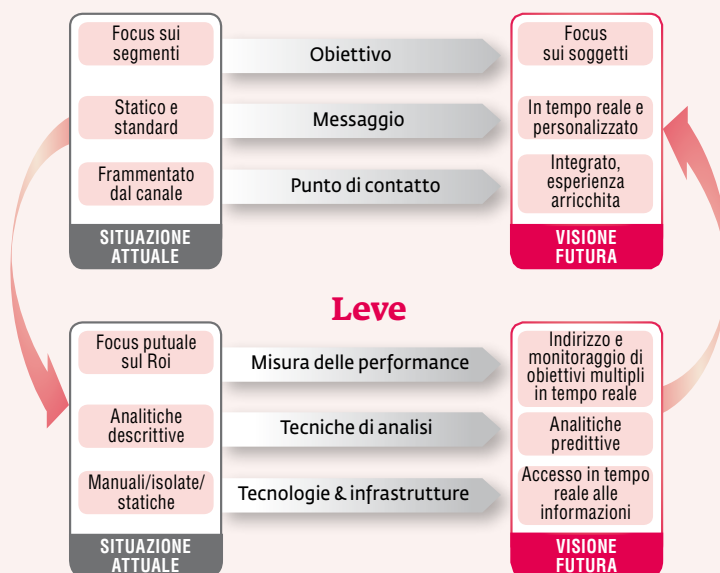 Focus sui
segmenti
Obiettivo
Focus
sui soggetti
Statico e
standard
Messaggio
In tempo reale e
personalizzato
Frammentato
dal canale
Punto di contatto
Integrato,
esperienza
arricchita
SITUAZIONE
ATTUALE
VISIONE
FUTURA
Leve
Focus putuale
sul Roi
Misura delle performance
Indirizzo e
monitoraggio di
obiettivi multipli
in tempo reale
Analitiche
descrittive
Tecniche di analisi
Analitiche
predittive
Manuali/isolate/
statiche
Tecnologie & infrastrutture
Accesso in tempo
reale alle
informazioni
SITUAZIONE
ATTUALE
VISIONE
FUTURA